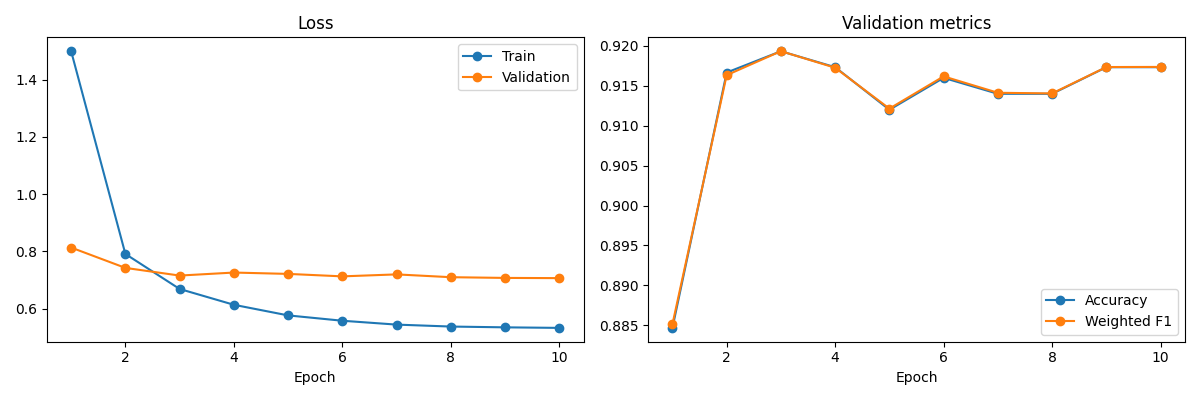 Loss
Train
Validation
1.4
1.2
1.0
0.8
0.6
2 4 6 8 10
Epoch
Validation metrics
0.920
0.915
0.910
0.905
0.900
0.895
0.890
0.885
Accuracy
Weighted F1
2 4 6 8 10
Epoch